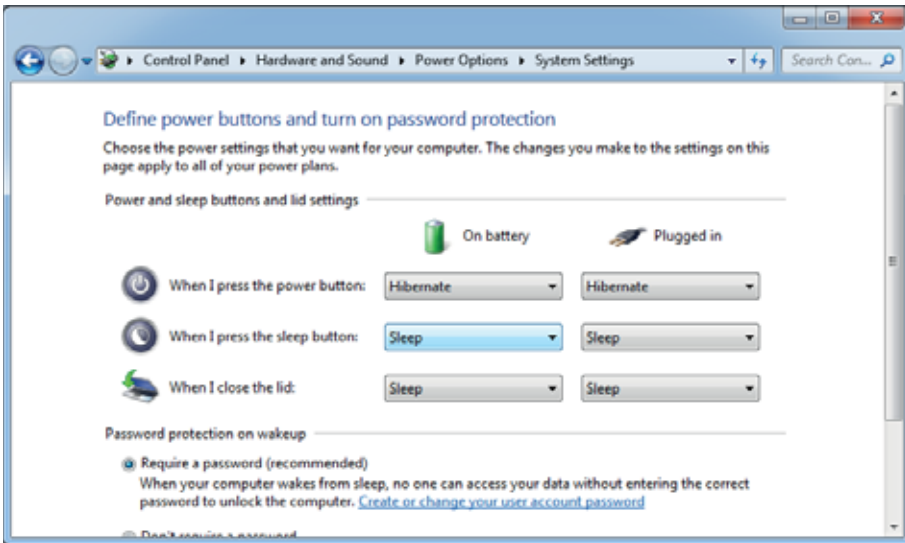 Control Panel ▸ Hardware and Sound ▸ Power Options ▸ System Settings
Search Con...
Define power buttons and turn on password protection
Choose the power settings that you want for your computer. The changes you make to the settings on this
page apply to all of your power plans.
Power and sleep buttons and lid settings
On battery Plugged in
When I press the power button: Hibernate Hibernate
When I press the sleep button: Sleep Sleep
When I close the lid: Sleep Sleep
Password protection on wakeup
Require a password (recommended)
When your computer wakes from sleep, no one can access your data without entering the correct
password to unlock the computer. Create or change your user account password
Don't require a password